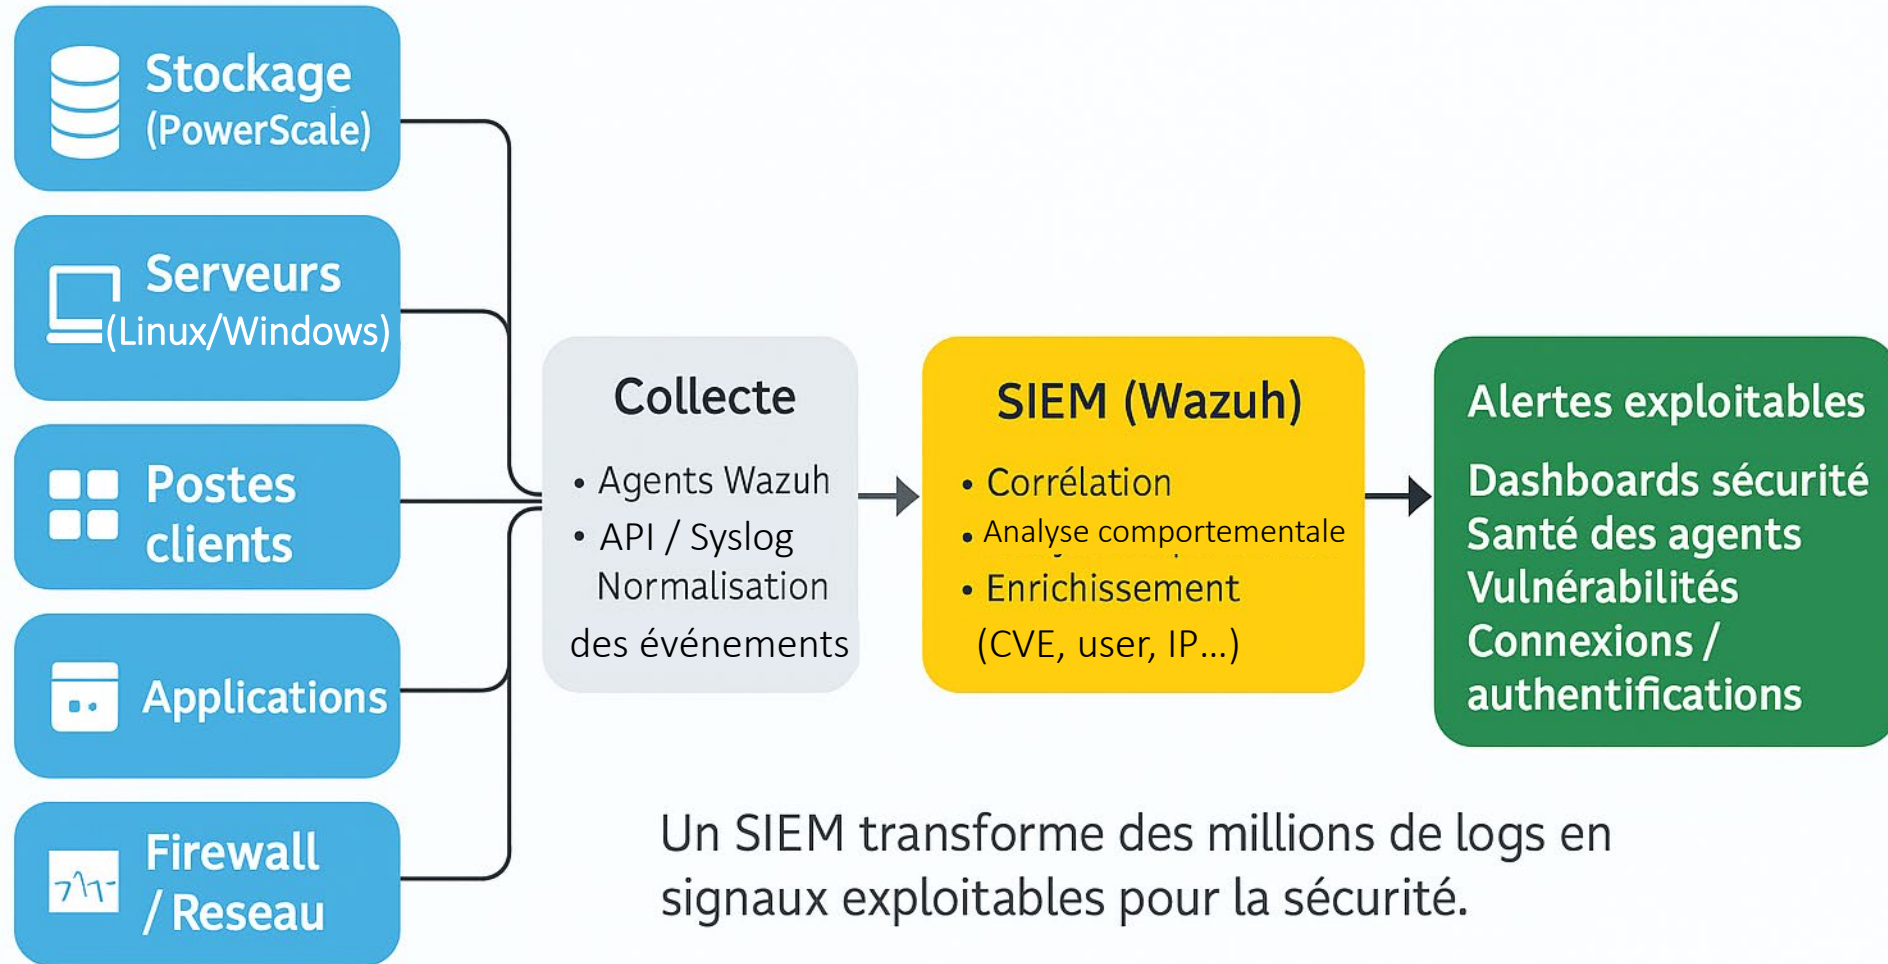 Stockage
(PowerScale)
Serveurs
(Linux/Windows)
Postes
clients
Applications
Firewall
/ Reseau
Collecte
• Agents Wazuh
• API / Syslog
Normalisation
des événements
SIEM (Wazuh)
• Corrélation
• Analyse comportementale
• Enrichissement
(CVE, user, IP...)
Alertes exploitables
Dashboards sécurité
Santé des agents
Vulnérabilités
Connexions /
authentifications
Un SIEM transforme des millions de logs en
signaux exploitables pour la sécurité.